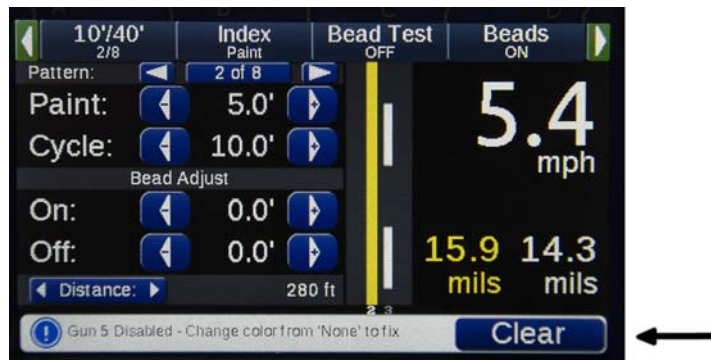 10'/40' Index Bead Test Beads
2/8 Paint OFF ON
Pattern: 2 of 8
Paint: - 5.0' +
Cycle: - 10.0' +
5.4
mph
Bead Adjust
On: - 0.0' +
Off: - 0.0' +
15.9 14.3
mils mils
Distance: 280 ft
2 3
Gun 5 Disabled - Change color from 'None' to fix Clear